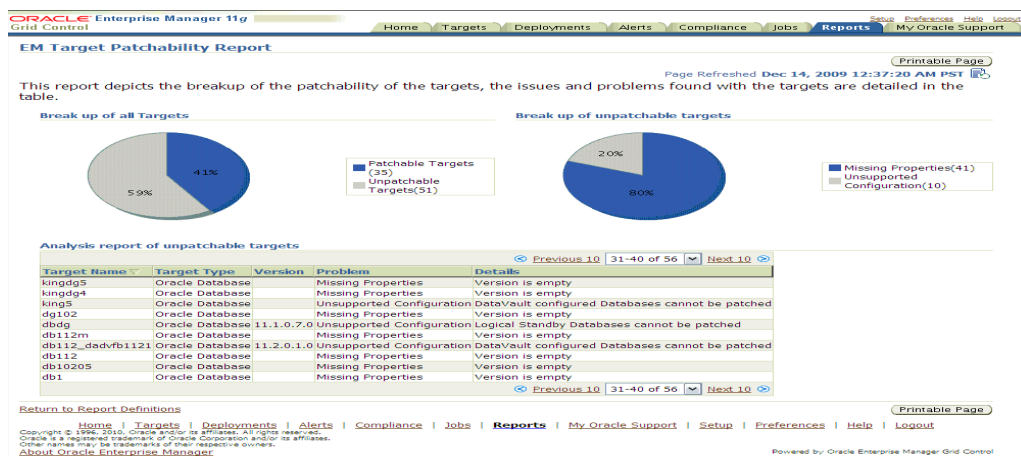 ORACLE Enterprise Manager 11g
Grid Control
Setup Preferences Help Logout
Home Targets Deployments Alerts Compliance Jobs Reports My Oracle Support
EM Target Patchability Report
Printable Page
Page Refreshed Dec 14, 2009 12:37:20 AM PST
This report depicts the breakup of the patchability of the targets, the issues and problems found with the targets are detailed in the
table.
Break up of all Targets
41%
59%
Patchable Targets
(35)
Unpatchable
Targets(51)
Break up of unpatchable targets
20%
80%
Missing Properties(41)
Unsupported
Configuration(10)
Analysis report of unpatchable targets
Previous 10 31-40 of 56 Next 10
Target Name Target Type Version Problem Details
kingdg5 Oracle Database Missing Properties Version is empty
kingdg4 Oracle Database Missing Properties Version is empty
king5 Oracle Database Unsupported Configuration DataVault configured Databases cannot be patched
dg102 Oracle Database Missing Properties Version is empty
dbdg Oracle Database 11.1.0.7.0 Unsupported Configuration Logical Standby Databases cannot be patched
db112m Oracle Database Missing Properties Version is empty
db112_dadvfb1121 Oracle Database 11.2.0.1.0 Unsupported Configuration DataVault configured Databases cannot be patched
db112 Oracle Database Missing Properties Version is empty
db10205 Oracle Database Missing Properties Version is empty
db1 Oracle Database Missing Properties Version is empty
Previous 10 31-40 of 56 Next 10
Return to Report Definitions
Printable Page
Home | Targets | Deployments | Alerts | Compliance | Jobs | Reports | My Oracle Support | Setup | Preferences | Help | Logout
Copyright © 1996, 2010, Oracle and/or its affiliates. All rights reserved.
Oracle is a registered trademark of Oracle Corporation and/or its affiliates.
Other names may be trademarks of their respective owners.
About Oracle Enterprise Manager
Powered by Oracle Enterprise Manager Grid Control